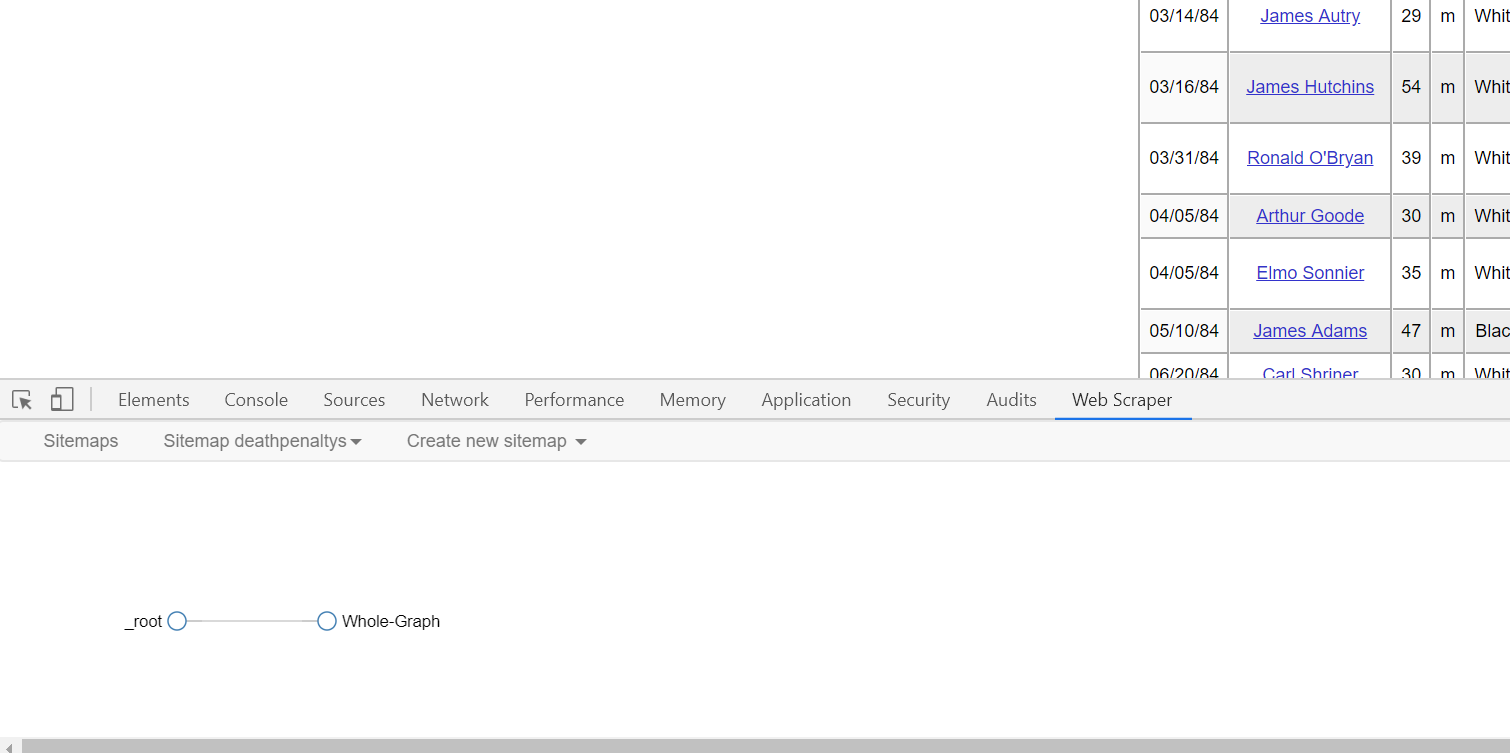 03/14/84 James Autry 29 m Whit
03/16/84 James Hutchins 54 m Whit
03/31/84 Ronald O'Bryan 39 m Whit
04/05/84 Arthur Goode 30 m Whit
04/05/84 Elmo Sonnier 35 m Whit
05/10/84 James Adams 47 m Blac
06/20/84 Carl Shriner 30 m Whit
Elements Console Sources Network Performance Memory Application Security Audits Web Scraper
Sitemaps Sitemap deathpenaltys Create new sitemap
_root Whole-Graph